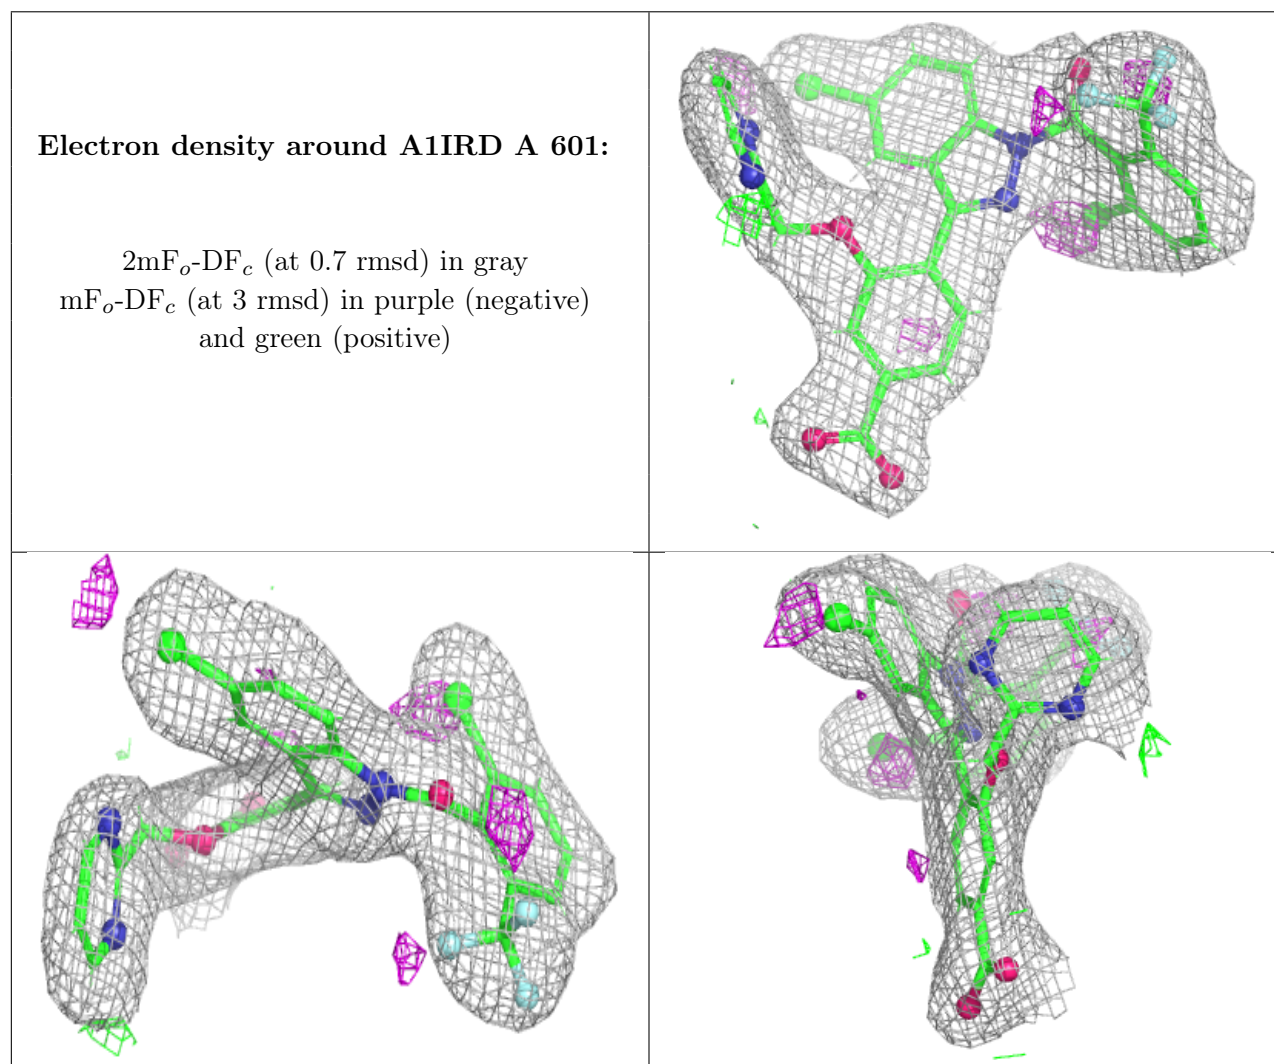 Electron density around A1IRD A 601:
2mFo-DFc (at 0.7 rmsd) in gray
mFo-DFc (at 3 rmsd) in purple (negative)
and green (positive)